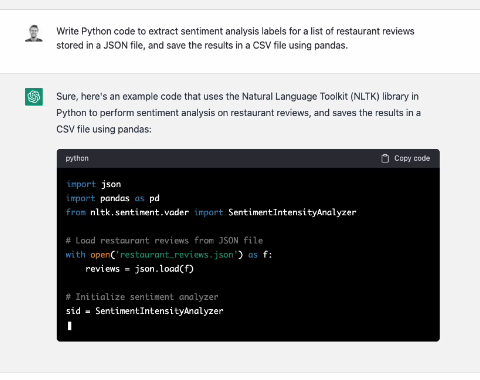 Write Python code to extract sentiment analysis labels for a list of restaurant reviews
stored in a JSON file, and save the results in a CSV file using pandas.
Sure, here's an example code that uses the Natural Language Toolkit (NLTK) library in
Python to perform sentiment analysis on restaurant reviews, and saves the results in a
CSV file using pandas:
python Copy code
import json
import pandas as pd
from nltk.sentiment.vader import SentimentIntensityAnalyzer
# Load restaurant reviews from JSON file
with open('restaurant_reviews.json') as f:
    reviews = json.load(f)
# Initialize sentiment analyzer
sid = SentimentIntensityAnalyzer